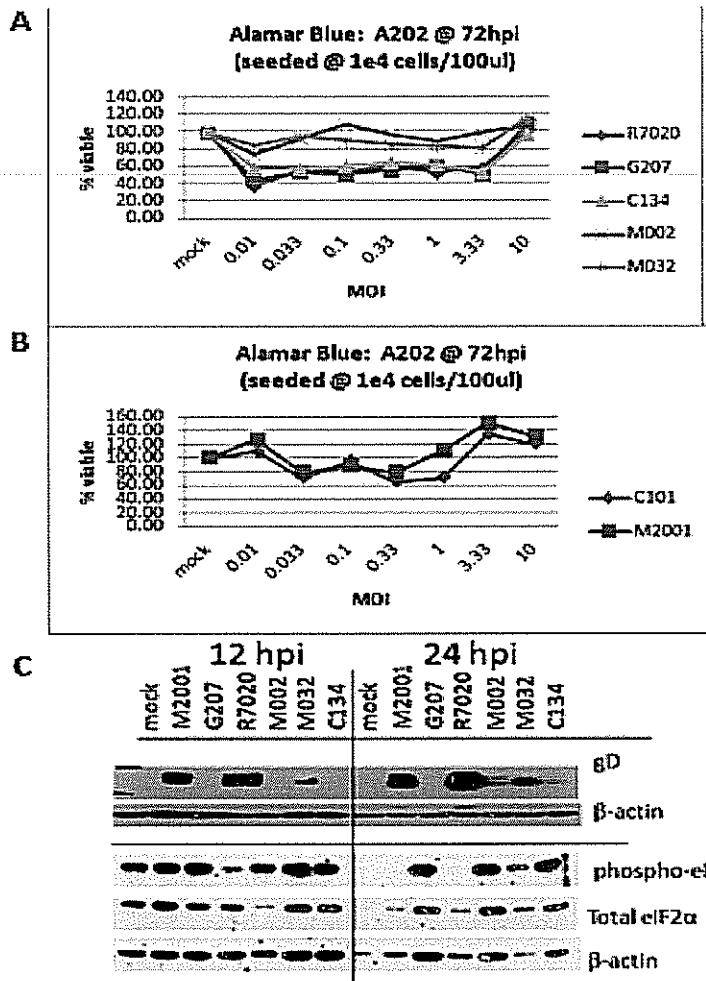 A
Alamar Blue: A202 @ 72hpi
(seeded @ 1e4 cells/100ul)
% viable
140.00
120.00
100.00
80.00
60.00
40.00
20.00
0.00
mock 0.01 0.033 0.1 0.33 1 3.33 10
MOI
R7020
G207
C134
M002
M032
B
Alamar Blue: A202 @ 72hpi
(seeded @ 1e4 cells/100ul)
% viable
160.00
140.00
120.00
100.00
80.00
60.00
40.00
20.00
0.00
mock 0.01 0.033 0.1 0.33 1 3.33 10
MOI
C101
M2001
C
12 hpi 24 hpi
mock M2001 G207 R7020 M002 M032 C134 mock M2001 G207 R7020 M002 M032 C134
gD
β-actin
phospho-eI
Total eIF2α
β-actin